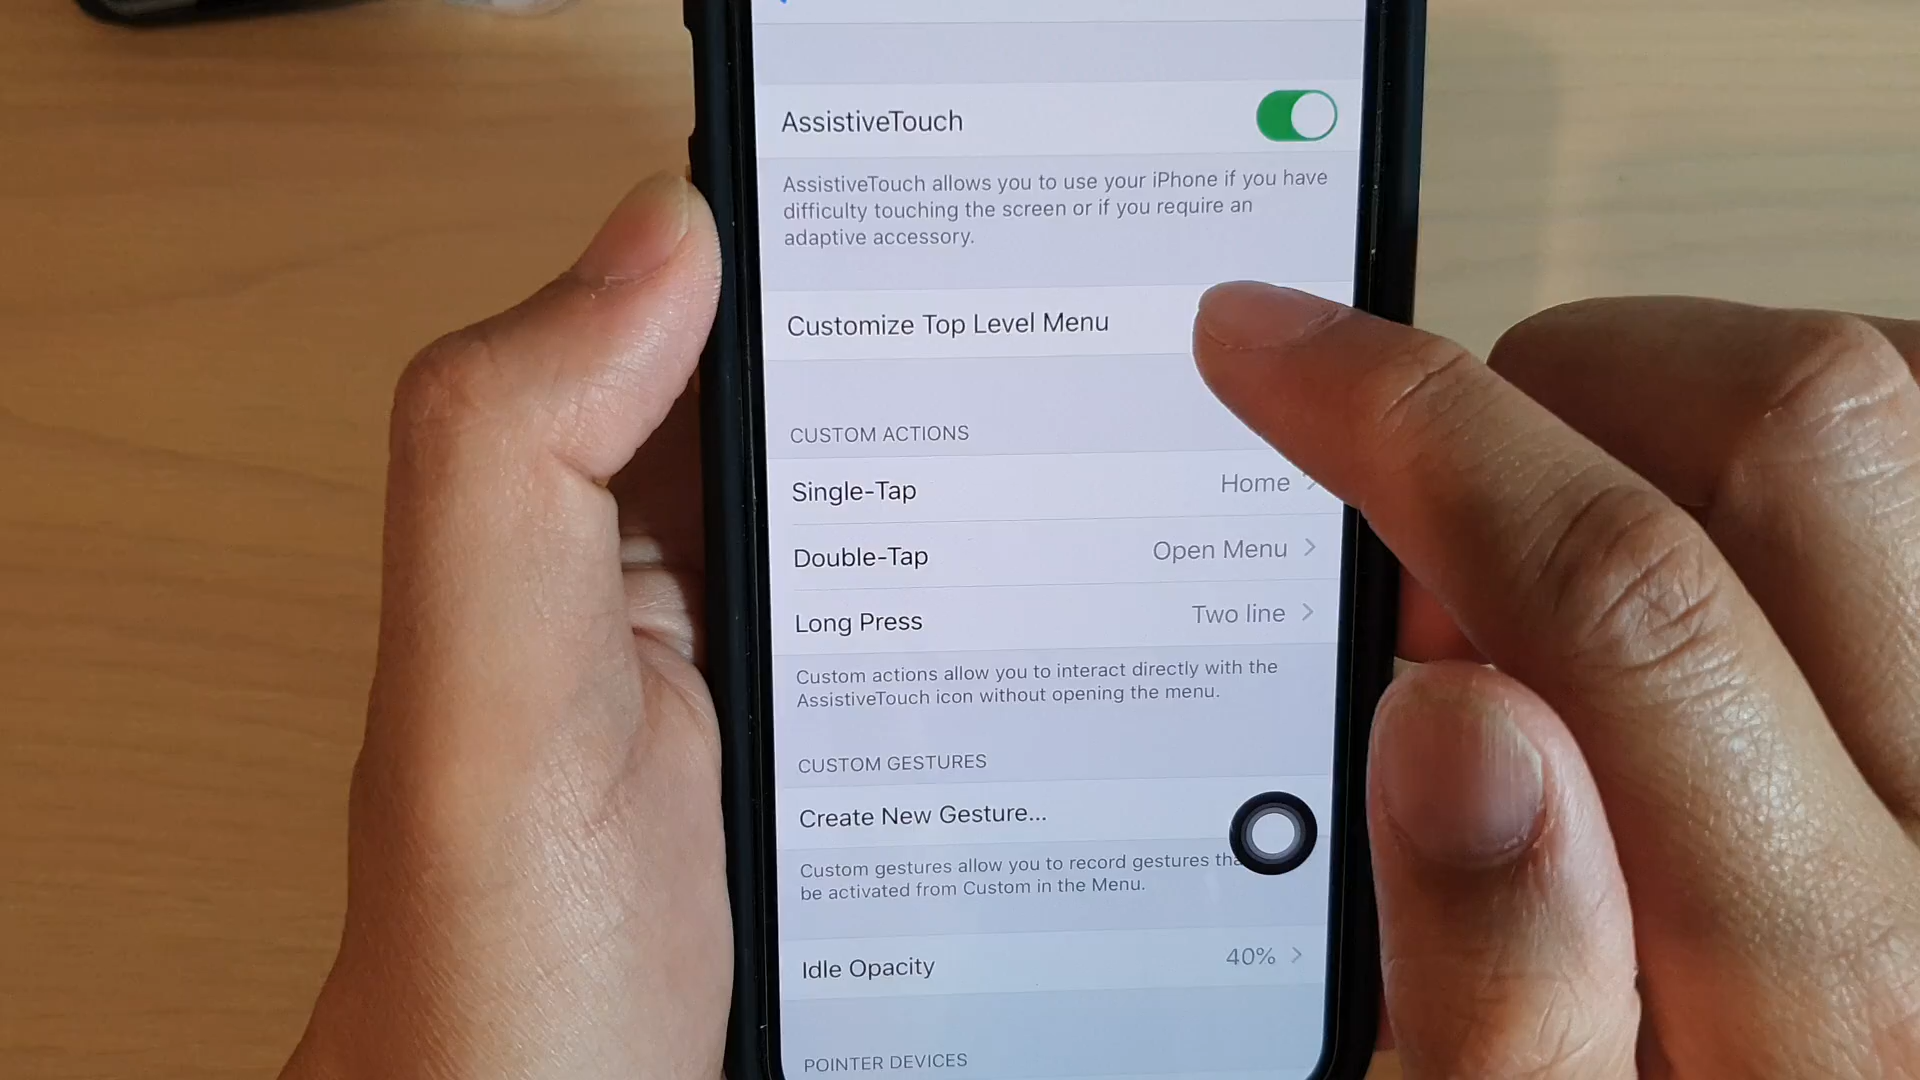 AssistiveTouch
AssistiveTouch allows you to use your iPhone if you have
difficulty touching the screen or if you require an
adaptive accessory.
Customize Top Level Menu
CUSTOM ACTIONS
Single-Tap Home
Double-Tap Open Menu
Long Press Two line
Custom actions allow you to interact directly with the
AssistiveTouch icon without opening the menu.
CUSTOM GESTURES
Create New Gesture...
Custom gestures allow you to record gestures
be activated from Custom in the Menu.
Idle Opacity 40%
POINTER DEVICES